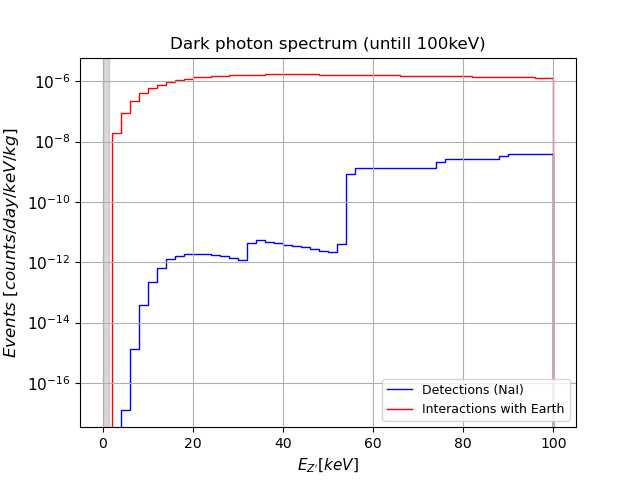 Dark photon spectrum (untill 100keV)
Events [counts/day/keV/kg]
10⁻⁶
10⁻⁸
10⁻¹⁰
10⁻¹²
10⁻¹⁴
10⁻¹⁶
Detections (NaI)
Interactions with Earth
0 20 40 60 80 100
E_Z'[keV]